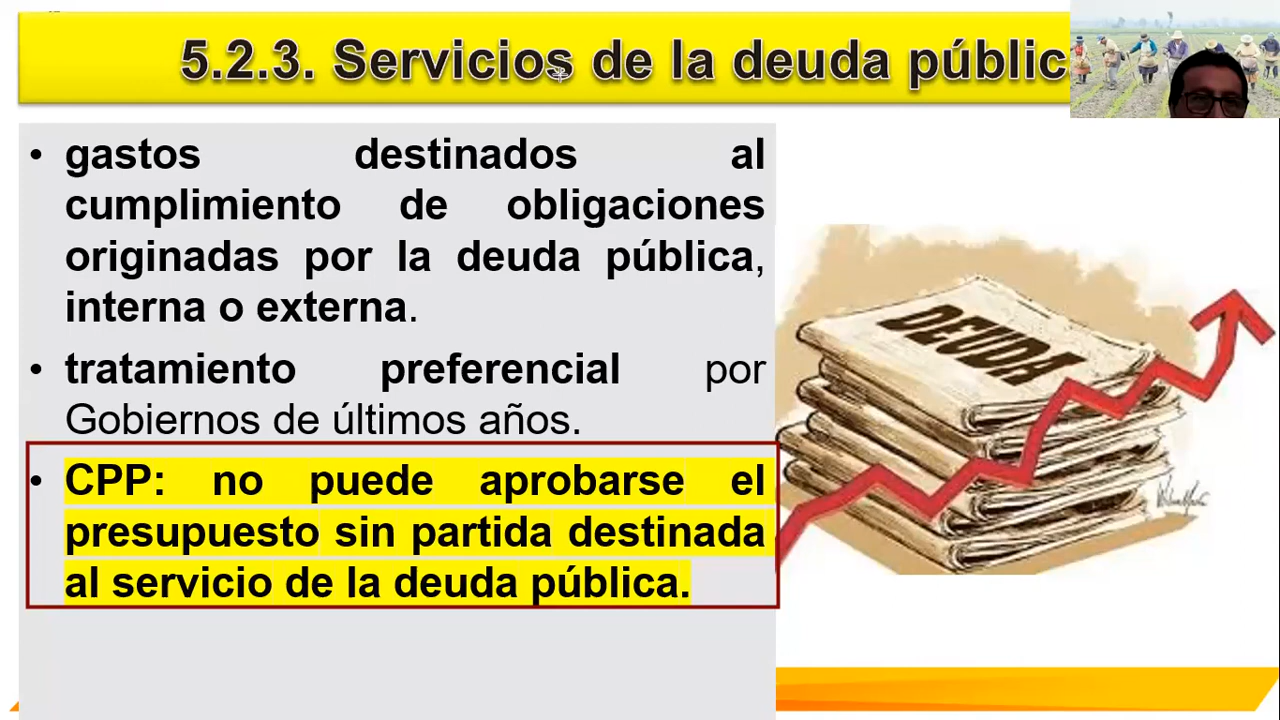 5.2.3. Servicios de la deuda públic
• gastos destinados al
cumplimiento de obligaciones
originadas por la deuda pública,
interna o externa.
• tratamiento preferencial por
Gobiernos de últimos años.
• CPP: no puede aprobarse el
presupuesto sin partida destinada
al servicio de la deuda pública.
DEUDA